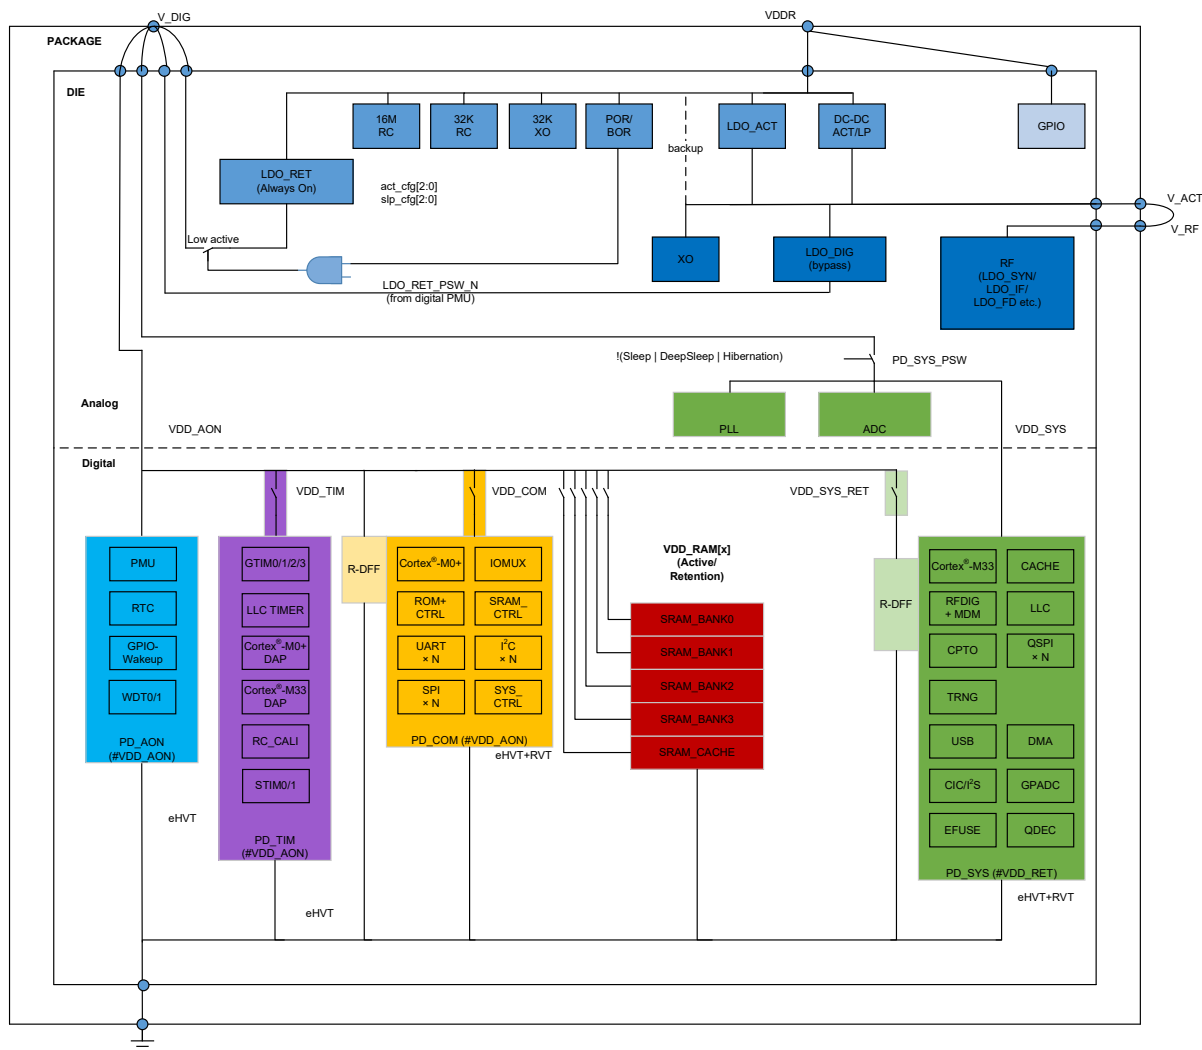 V_DIG
VDDR
PACKAGE
DIE
16M
RC
32K
RC
32K
XO
POR/
BOR
LDO_ACT
DC-DC
ACT/LP
GPIO
backup
LDO_RET
(Always On)
act_cfg[2:0]
slp_cfg[2:0]
V_ACT
V_RF
Low active
XO
LDO_DIG
(bypass)
RF
(LDO_SYN/
LDO_IF/
LDO_FD etc.)
LDO_RET_PSW_N
(from digital PMU)
!(Sleep | DeepSleep | Hibernation)
PD_SYS_PSW
Analog
VDD_AON
PLL
ADC
VDD_SYS
Digital
VDD_TIM
VDD_COM
VDD_SYS_RET
PMU
RTC
GPIO-
Wakeup
WDT0/1
PD_AON
(#VDD_AON)
eHVT
GTIM0/1/2/3
LLC TIMER
Cortex®-M0+
DAP
Cortex®-M33
DAP
RC_CALI
STIM0/1
PD_TIM
(#VDD_AON)
eHVT
R-DFF
Cortex®-M0+
IOMUX
ROM+
CTRL
SRAM_
CTRL
UART
× N
I²C
× N
SPI
× N
SYS_
CTRL
PD_COM (#VDD_AON)
eHVT+RVT
VDD_RAM[x]
(Active/
Retention)
SRAM_BANK0
SRAM_BANK1
SRAM_BANK2
SRAM_BANK3
SRAM_CACHE
R-DFF
Cortex®-M33
CACHE
RFDIG
+ MDM
LLC
CPTO
QSPI
× N
TRNG
USB
DMA
CIC/I²S
GPADC
EFUSE
QDEC
PD_SYS (#VDD_RET)
eHVT+RVT